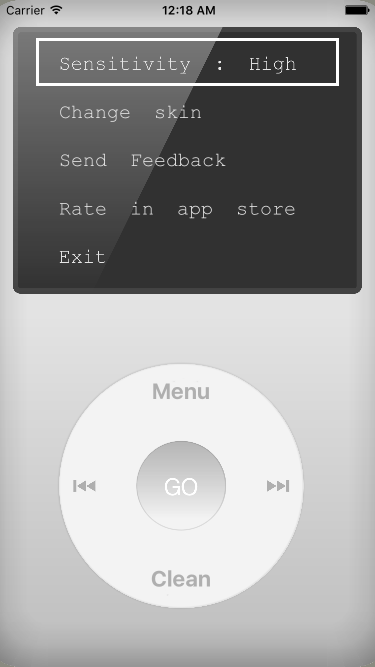 Carrier 12:18 AM
Sensitivity : High
Change skin
Send Feedback
Rate in app store
Exit
Menu
GO
Clean